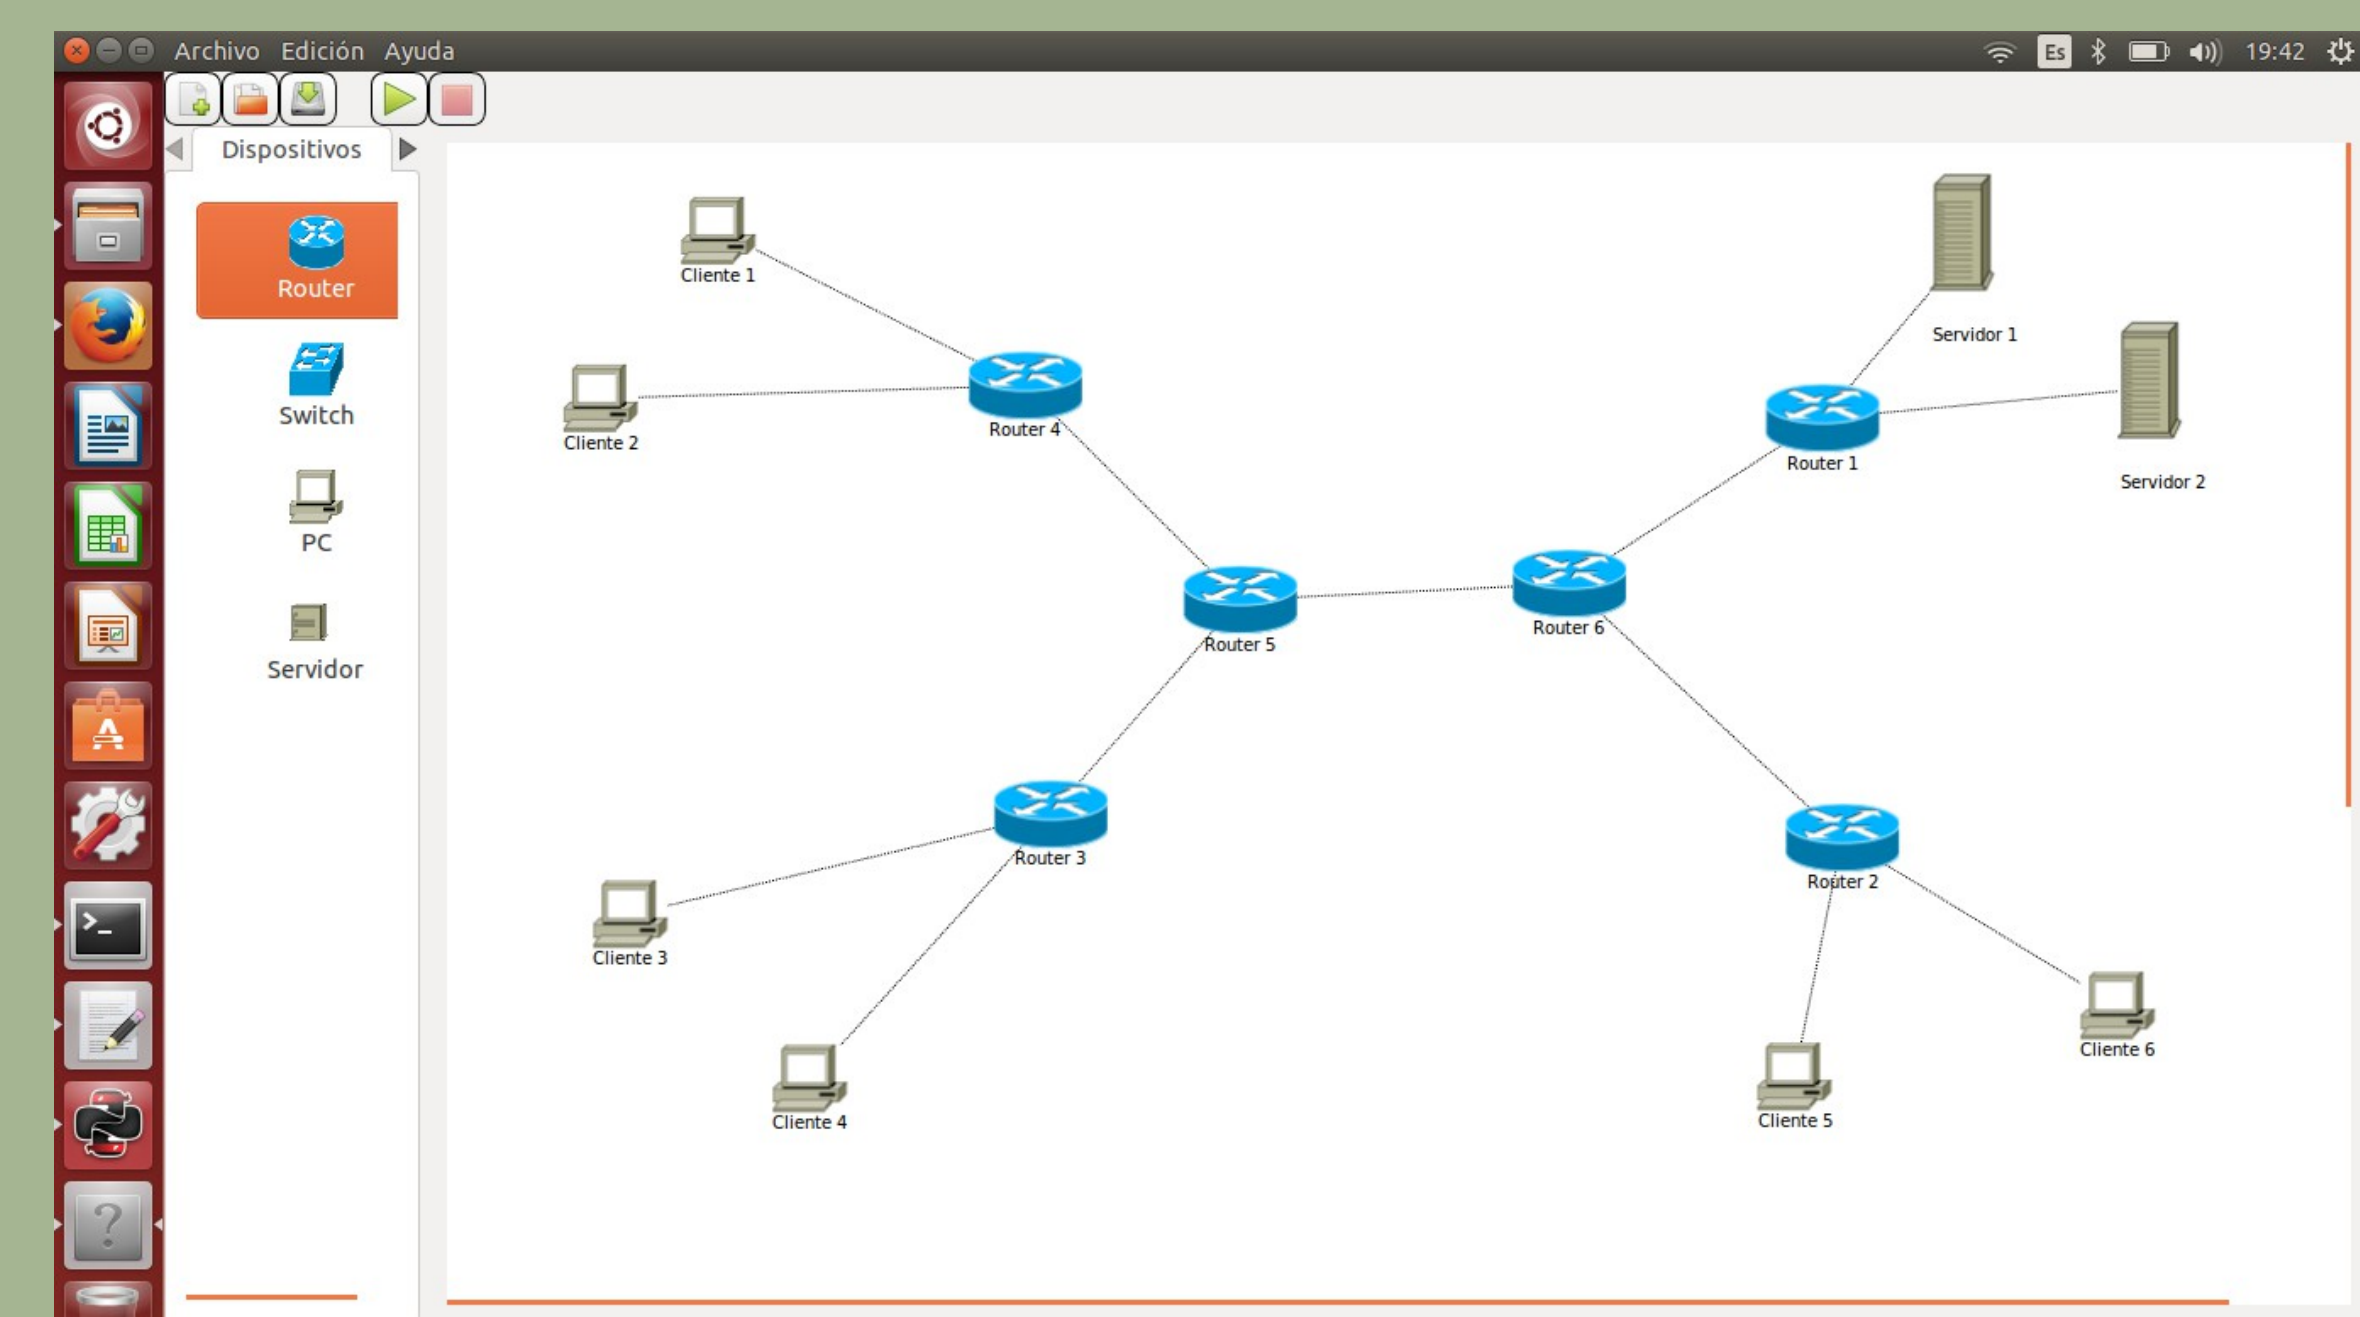 Archivo Edición Ayuda
Es
19:42
Dispositivos
Router
Switch
PC
Servidor
Cliente 1
Servidor 1
Cliente 2
Router 4
Router 1
Servidor 2
Router 5
Router 6
Router 3
Router 2
Cliente 3
Cliente 6
Cliente 4
Cliente 5